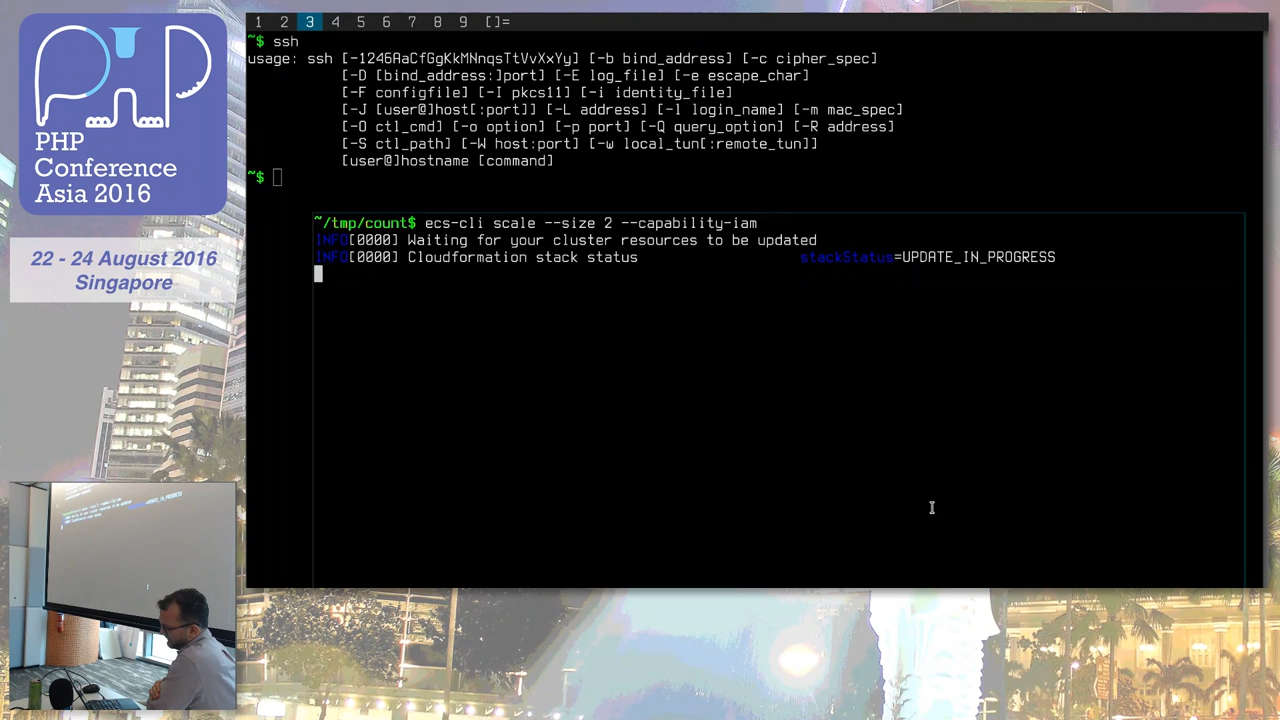 PHP
Conference
Asia 2016
22 - 24 August 2016
Singapore
1 2 3 4 5 6 7 8 9 []=
~$ ssh
usage: ssh [-1246AaCfGgKkMNnqsTtVvXxYy] [-b bind_address] [-c cipher_spec]
[-D [bind_address:]port] [-E log_file] [-e escape_char]
[-F configfile] [-I pkcs11] [-i identity_file]
[-J [user@]host[:port]] [-L address] [-l login_name] [-m mac_spec]
[-O ctl_cmd] [-o option] [-p port] [-Q query_option] [-R address]
[-S ctl_path] [-W host:port] [-w local_tun[:remote_tun]]
[user@]hostname [command]
~$
~/tmp/count$ ecs-cli scale --size 2 --capability-iam
INFO[0000] Waiting for your cluster resources to be updated
INFO[0000] Cloudformation stack status stackStatus=UPDATE_IN_PROGRESS